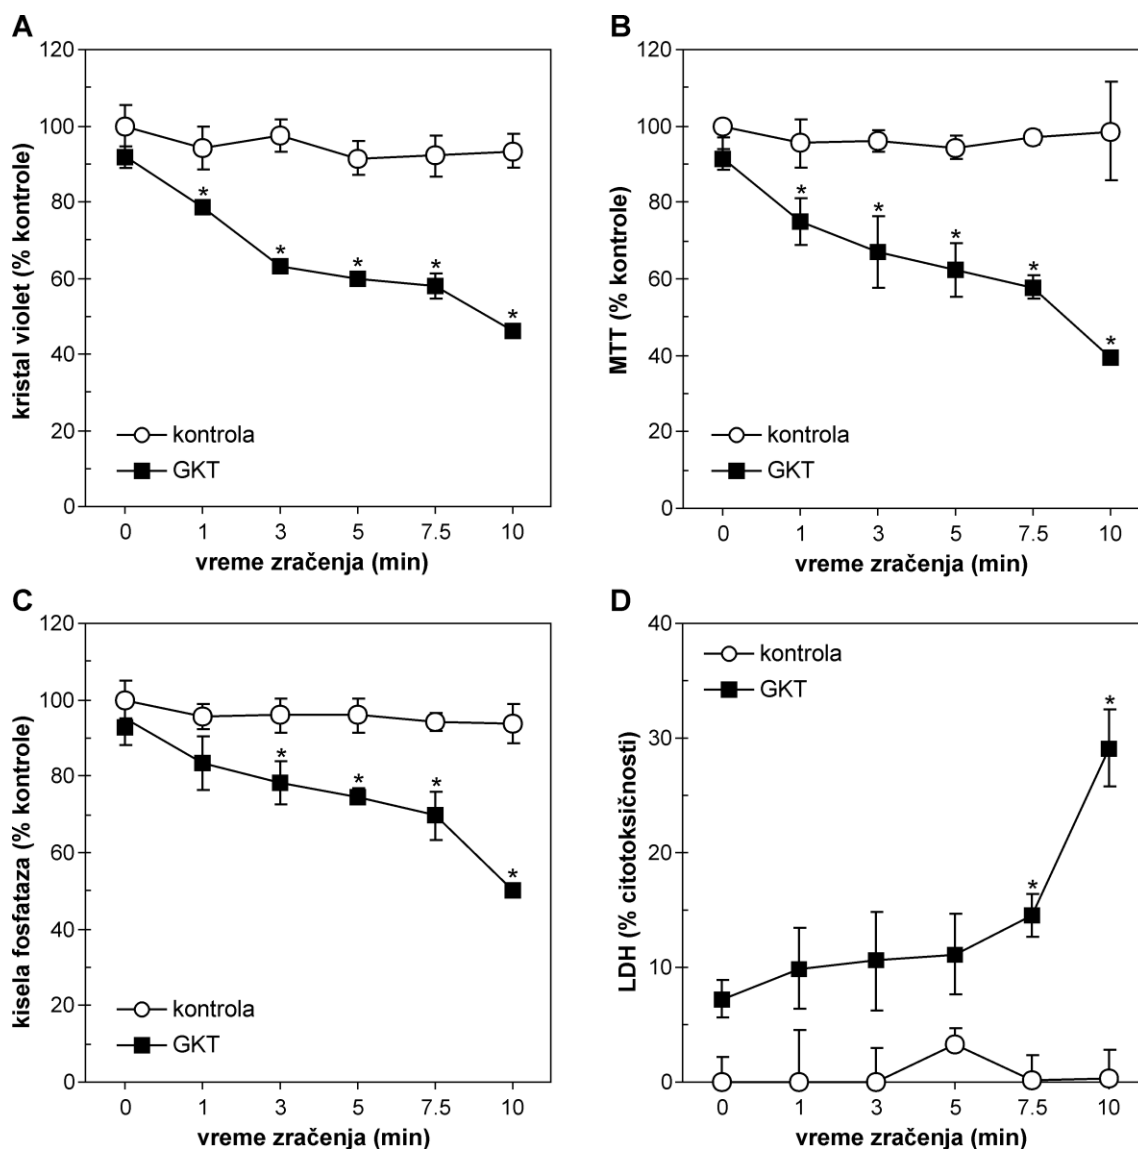 A
120
100
80
60
40
20
0
kristal violet (% kontrole)
* * * * *
kontrola
GKT
0 1 3 5 7.5 10
vreme zračenja (min)
B
120
100
80
60
40
20
0
MTT (% kontrole)
* * * * *
kontrola
GKT
0 1 3 5 7.5 10
vreme zračenja (min)
C
120
100
80
60
40
20
0
kisela fosfataza (% kontrole)
* * * *
kontrola
GKT
0 1 3 5 7.5 10
vreme zračenja (min)
D
40
30
20
10
0
LDH (% citotoksičnosti)
kontrola
GKT
* *
0 1 3 5 7.5 10
vreme zračenja (min)